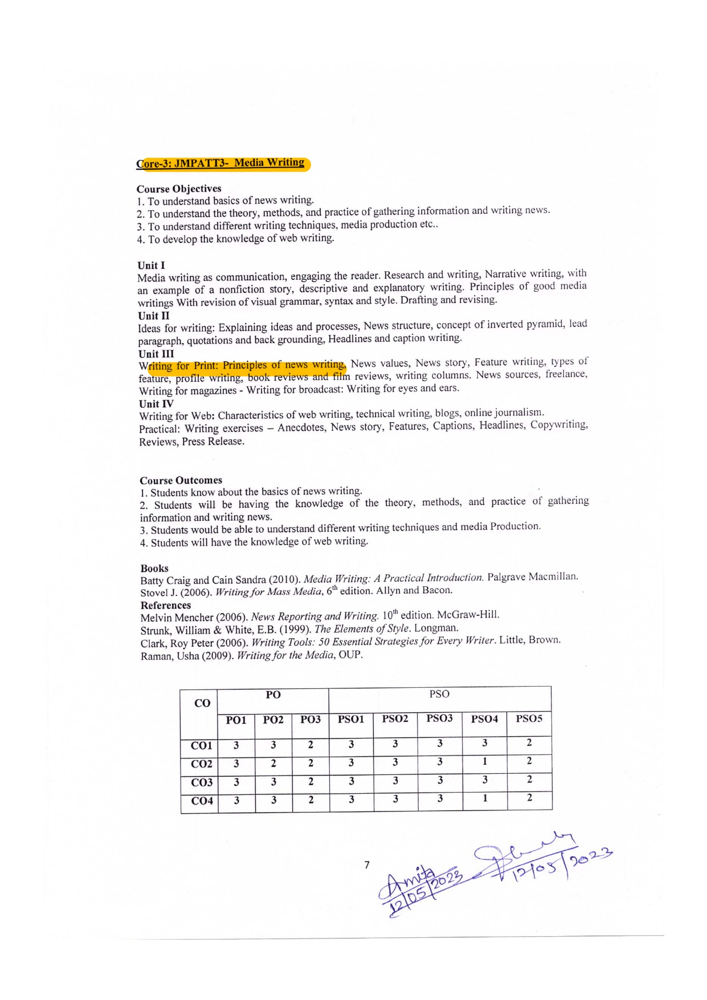 Core-3: JMPATT3- Media Writing
Course Objectives
1. To understand basics of news writing.
2. To understand the theory, methods, and practice of gathering information and writing news.
3. To understand different writing techniques, media production etc..
4. To develop the knowledge of web writing.
Unit I
Media writing as communication, engaging the reader. Research and writing, Narrative writing, with
an example of a nonfiction story, descriptive and explanatory writing. Principles of good media
writings With revision of visual grammar, syntax and style. Drafting and revising.
Unit II
Ideas for writing: Explaining ideas and processes, News structure, concept of inverted pyramid, lead
paragraph, quotations and back grounding, Headlines and caption writing.
Unit III
Writing for Print: Principles of news writing, News values, News story, Feature writing, types of
feature, profile writing, book reviews and film reviews, writing columns. News sources, freelance,
Writing for magazines - Writing for broadcast: Writing for eyes and ears.
Unit IV
Writing for Web: Characteristics of web writing, technical writing, blogs, online journalism.
Practical: Writing exercises – Anecdotes, News story, Features, Captions, Headlines, Copywriting,
Reviews, Press Release.
Course Outcomes
1. Students know about the basics of news writing.
2. Students will be having the knowledge of the theory, methods, and practice of gathering
information and writing news.
3. Students would be able to understand different writing techniques and media Production.
4. Students will have the knowledge of web writing.
Books
Batty Craig and Cain Sandra (2010). Media Writing: A Practical Introduction. Palgrave Macmillan.
Stovel J. (2006). Writing for Mass Media, 6th edition. Allyn and Bacon.
References
Melvin Mencher (2006). News Reporting and Writing. 10th edition. McGraw-Hill.
Strunk, William & White, E.B. (1999). The Elements of Style. Longman.
Clark, Roy Peter (2006). Writing Tools: 50 Essential Strategies for Every Writer. Little, Brown.
Raman, Usha (2009). Writing for the Media, OUP.
CO PO PSO
PO1 PO2 PO3 PSO1 PSO2 PSO3 PSO4 PSO5
CO1 3 3 2 3 3 3 3 2
CO2 3 2 2 3 3 3 1 2
CO3 3 3 2 3 3 3 3 2
CO4 3 3 2 3 3 3 1 2
7
Amita
12/05/2023
12/05/2023